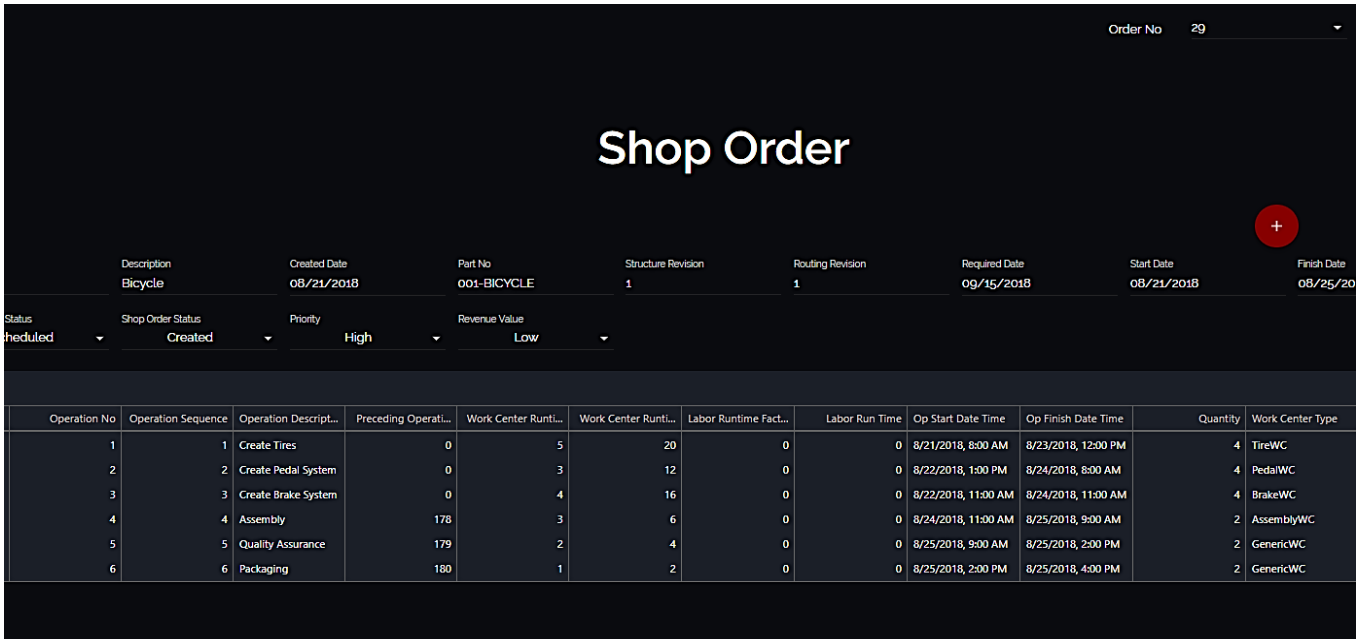 Order No 29
Shop Order
+
Description Created Date Part No Structure Revision Routing Revision Required Date Start Date Finish Date
Bicycle 08/21/2018 001-BICYCLE 1 1 09/15/2018 08/21/2018 08/25/20
Status Shop Order Status Priority Revenue Value
cheduled Created High Low
Operation No Operation Sequence Operation Descript... Preceding Operati... Work Center Runti... Work Center Runti... Labor Runtime Fact... Labor Run Time Op Start Date Time Op Finish Date Time Quantity Work Center Type
1 1 Create Tires 0 5 20 0 0 8/21/2018, 8:00 AM 8/23/2018, 12:00 PM 4 TireWC
2 2 Create Pedal System 0 3 12 0 0 8/22/2018, 1:00 PM 8/24/2018, 8:00 AM 4 PedalWC
3 3 Create Brake System 0 4 16 0 0 8/22/2018, 11:00 AM 8/24/2018, 11:00 AM 4 BrakeWC
4 4 Assembly 178 3 6 0 0 8/24/2018, 11:00 AM 8/25/2018, 9:00 AM 2 AssemblyWC
5 5 Quality Assurance 179 2 4 0 0 8/25/2018, 9:00 AM 8/25/2018, 2:00 PM 2 GenericWC
6 6 Packaging 180 1 2 0 0 8/25/2018, 2:00 PM 8/25/2018, 4:00 PM 2 GenericWC